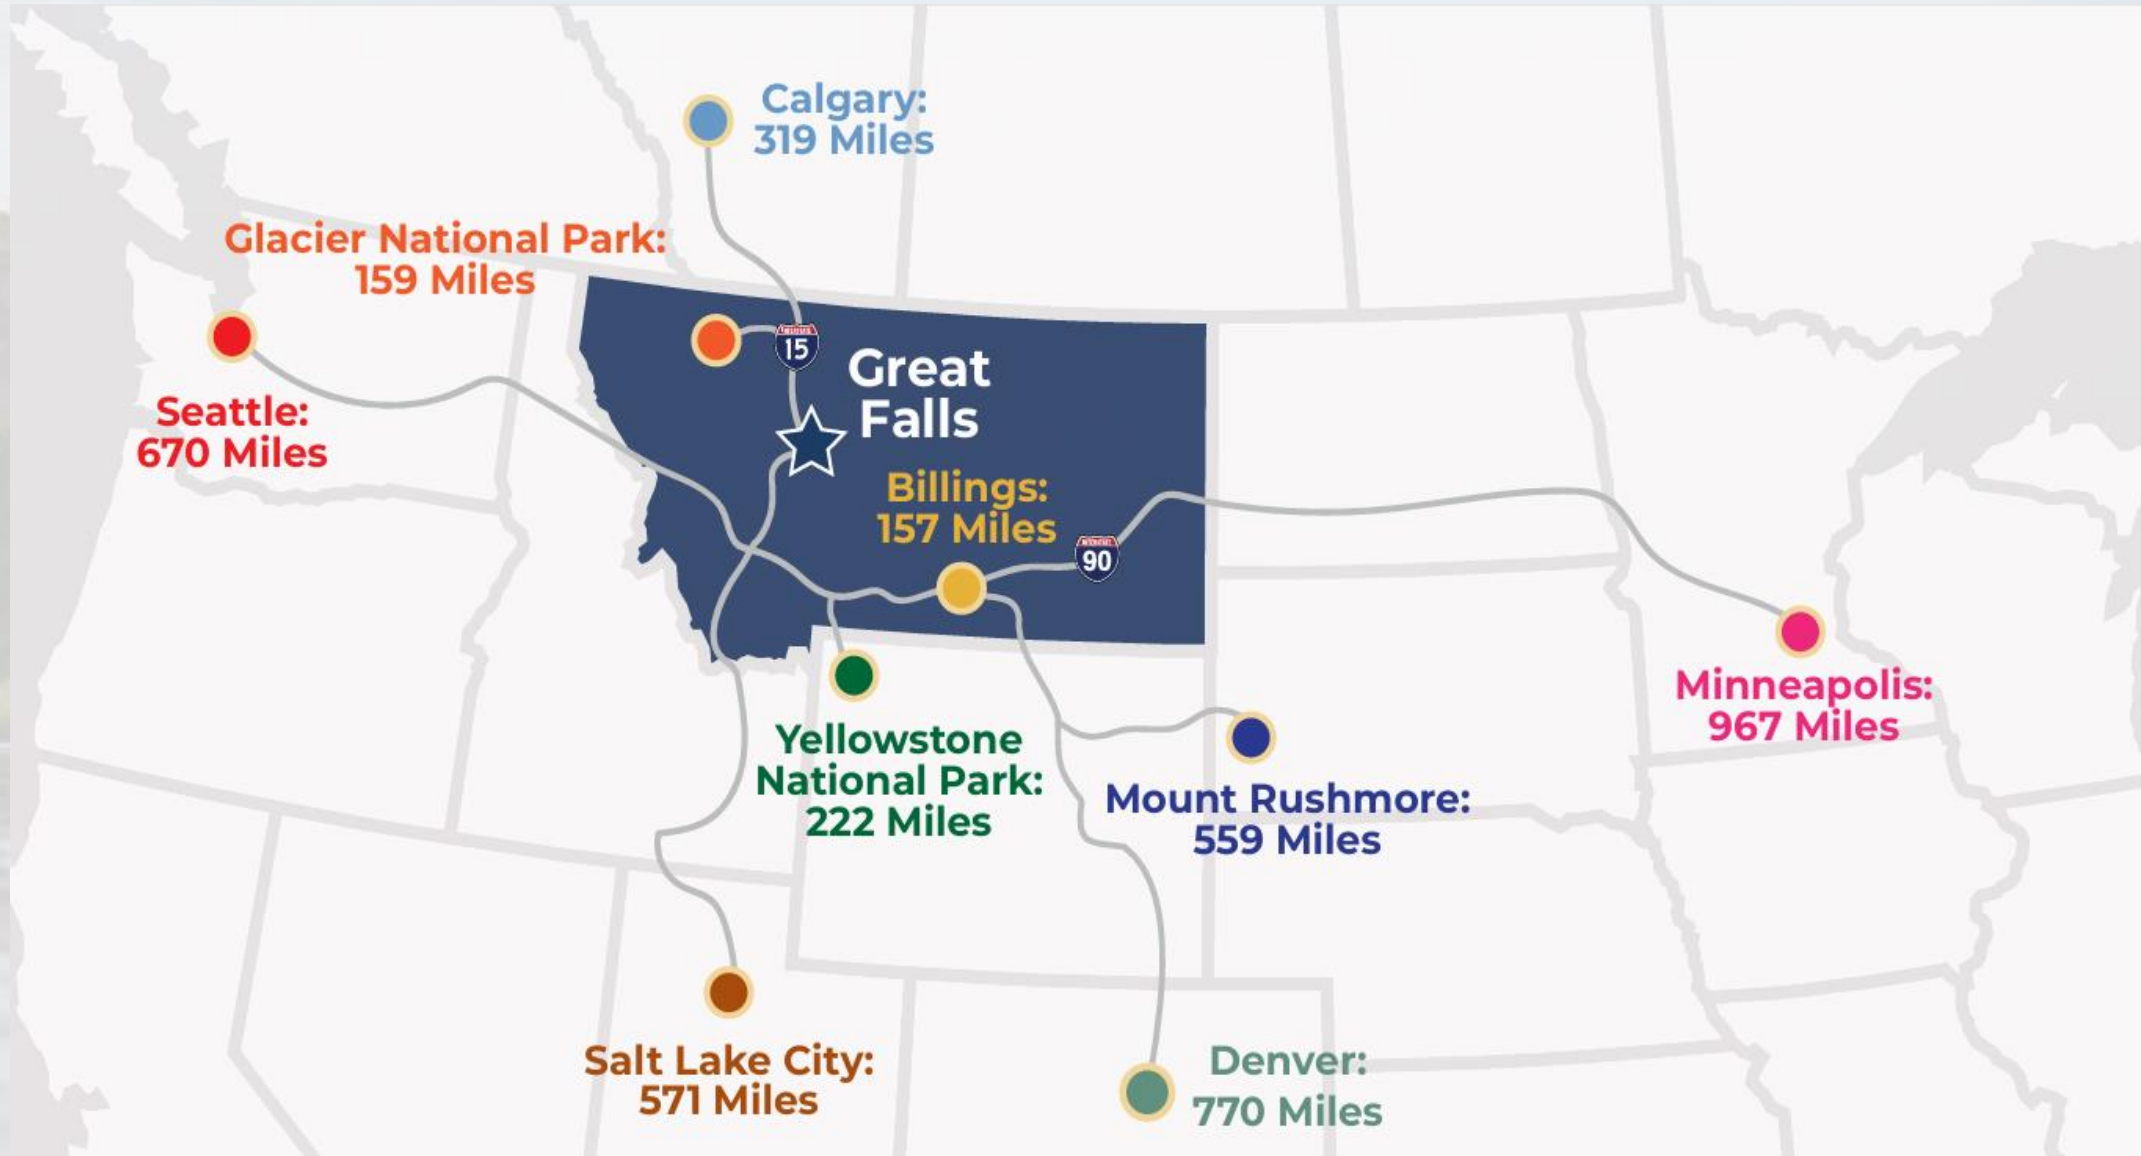 Calgary:
319 Miles
Glacier National Park:
159 Miles
15
Great
Falls
Seattle:
670 Miles
Billings:
157 Miles
90
Minneapolis:
967 Miles
Yellowstone
National Park:
222 Miles
Mount Rushmore:
559 Miles
Salt Lake City:
571 Miles
Denver:
770 Miles